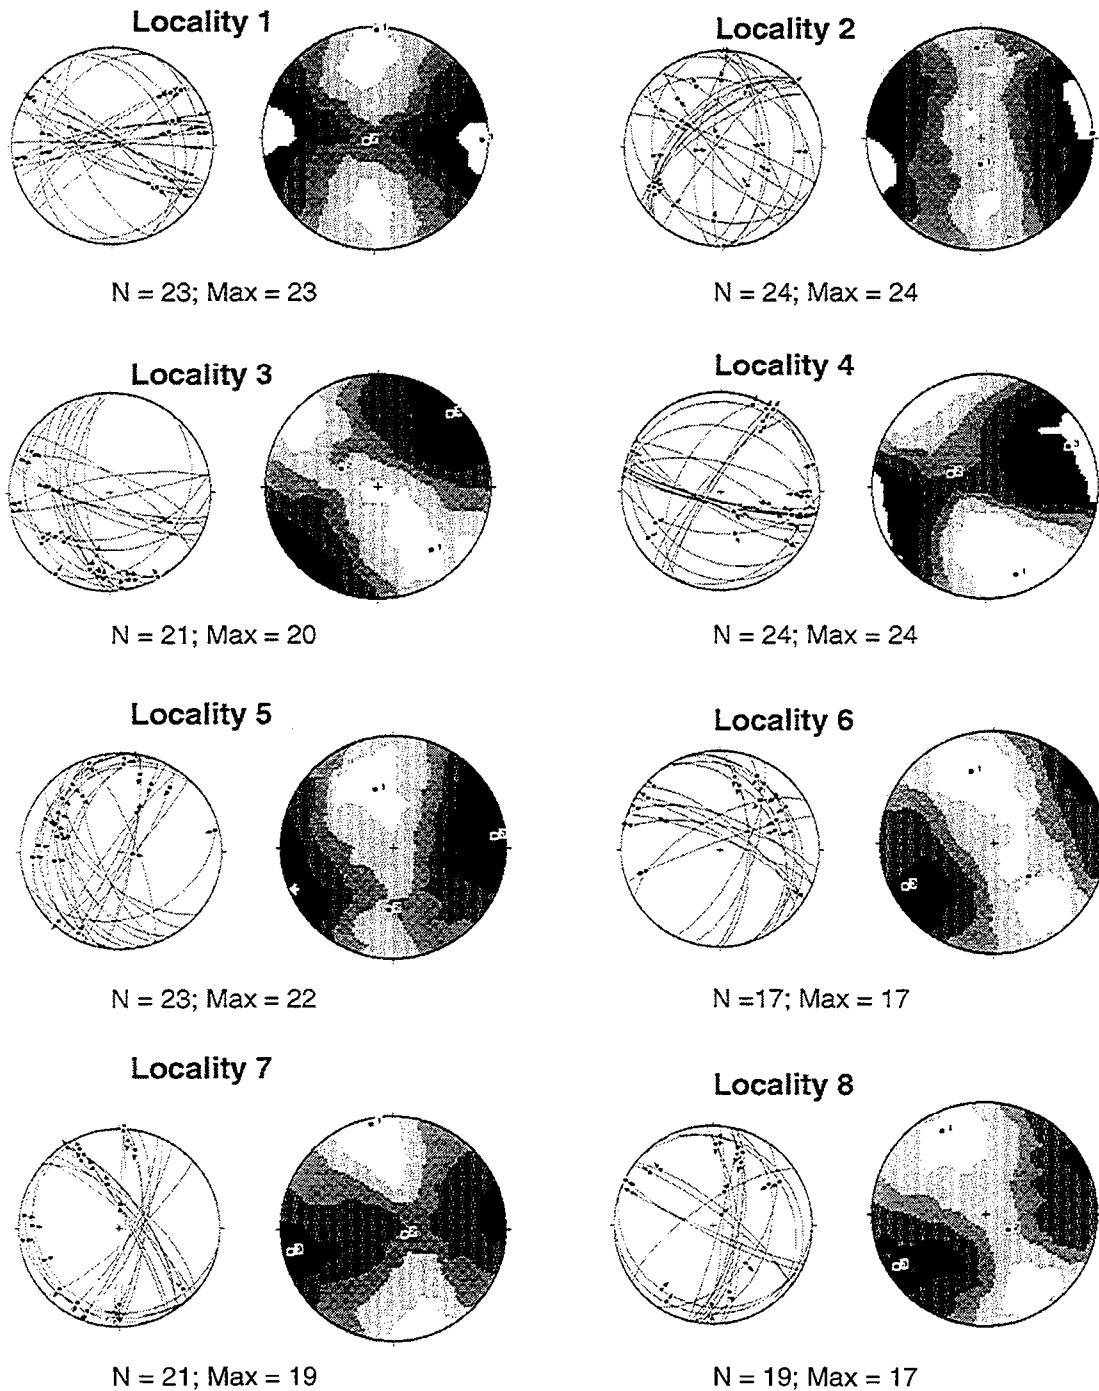 Locality 1
Locality 2
N = 23; Max = 23
N = 24; Max = 24
Locality 3
Locality 4
N = 21; Max = 20
N = 24; Max = 24
Locality 5
Locality 6
N = 23; Max = 22
N =17; Max = 17
Locality 7
Locality 8
N = 21; Max = 19
N = 19; Max = 17